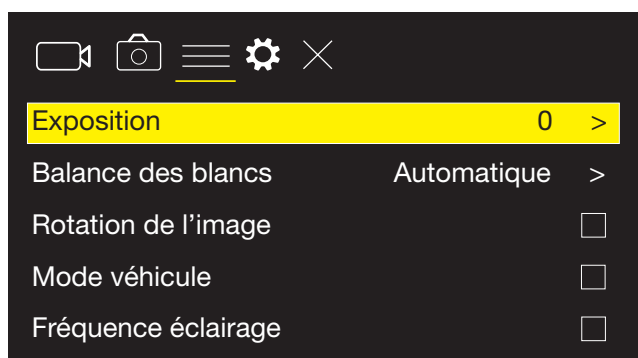 Exposition 0 >
Balance des blancs Automatique >
Rotation de l’image
Mode véhicule
Fréquence éclairage